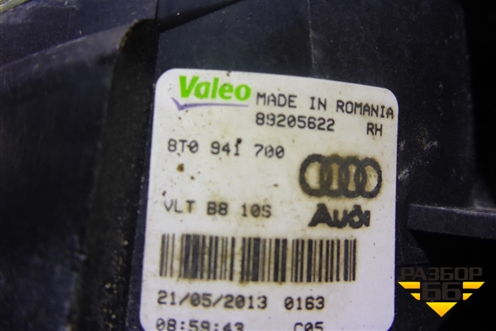 Valeo MADE IN ROMANIA
89205622 RH
8T0 941 700
VLT B8 10S
Audi
21/05/2013 0163
08:59:43 C05
РАЗБОР
66